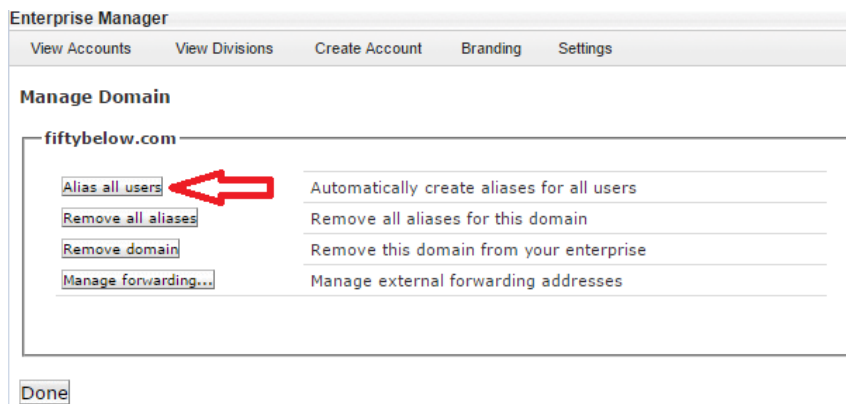 Enterprise Manager
View Accounts View Divisions Create Account Branding Settings
Manage Domain
fiftybelow.com
Alias all users Automatically create aliases for all users
Remove all aliases Remove all aliases for this domain
Remove domain Remove this domain from your enterprise
Manage forwarding... Manage external forwarding addresses
Done